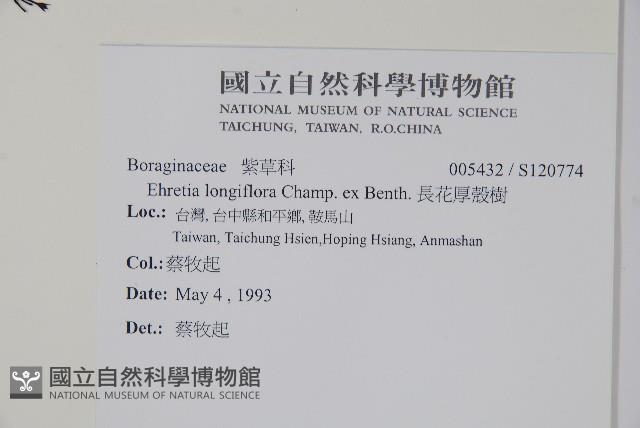 國立自然科學博物館
NATIONAL MUSEUM OF NATURAL SCIENCE
TAICHUNG, TAIWAN, R.O.CHINA
Boraginaceae 紫草科 005432 / S120774
Ehretia longiflora Champ. ex Benth. 長花厚殼樹
Loc.: 台灣, 台中縣和平鄉, 鞍馬山
Taiwan, Taichung Hsien,Hoping Hsiang, Anmashan
Col.: 蔡牧起
Date: May 4 , 1993
Det.: 蔡牧起
國立自然科學博物館
NATIONAL MUSEUM OF NATURAL SCIENCE